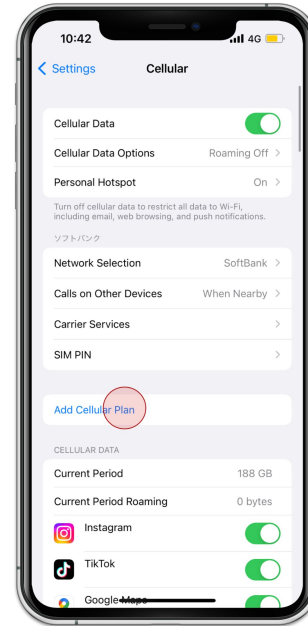 10:42
4G
Settings
Cellular
Cellular Data
Cellular Data Options Roaming Off
Personal Hotspot On
Turn off cellular data to restrict all data to Wi-Fi,
including email, web browsing, and push notifications.
ソフトバンク
Network Selection SoftBank
Calls on Other Devices When Nearby
Carrier Services
SIM PIN
Add Cellular Plan
CELLULAR DATA
Current Period 188 GB
Current Period Roaming 0 bytes
Instagram
TikTok
Google Maps